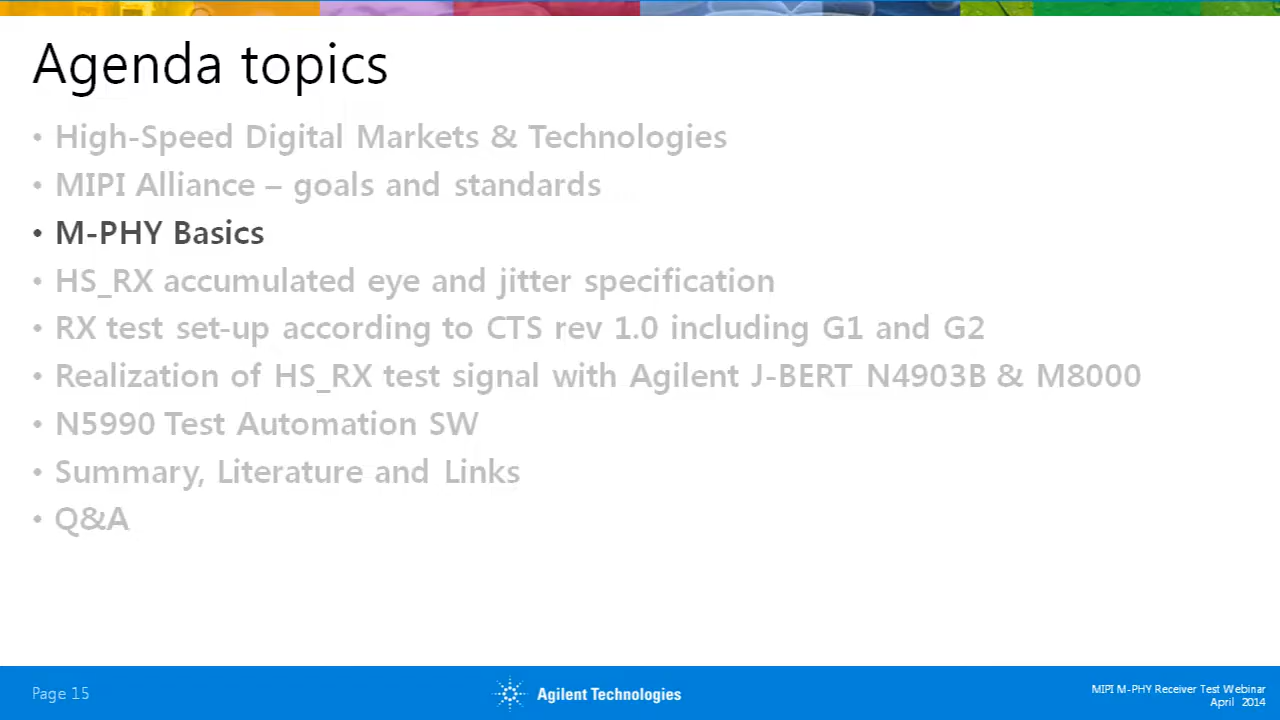 Agenda topics
• High-Speed Digital Markets & Technologies
• MIPI Alliance – goals and standards
• M-PHY Basics
• HS_RX accumulated eye and jitter specification
• RX test set-up according to CTS rev 1.0 including G1 and G2
• Realization of HS_RX test signal with Agilent J-BERT N4903B & M8000
• N5990 Test Automation SW
• Summary, Literature and Links
• Q&A
Page 15
Agilent Technologies
MIPI M-PHY Receiver Test Webinar
April 2014